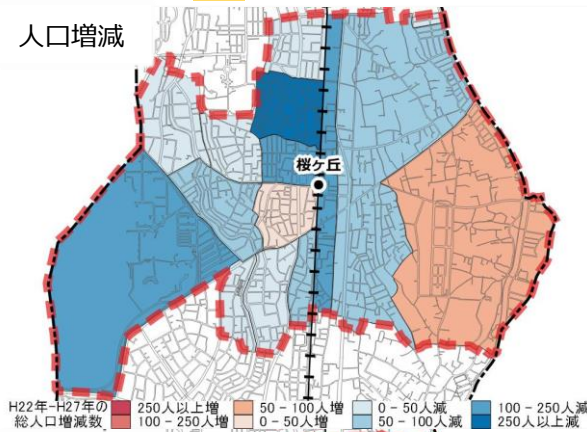 人口増減
桜ヶ丘
H22年-H27年の
総人口増減数
250人以上増
100-250人増
50-100人増
0-50人増
0-50人減
50-100人減
100-250人減
250人以上減